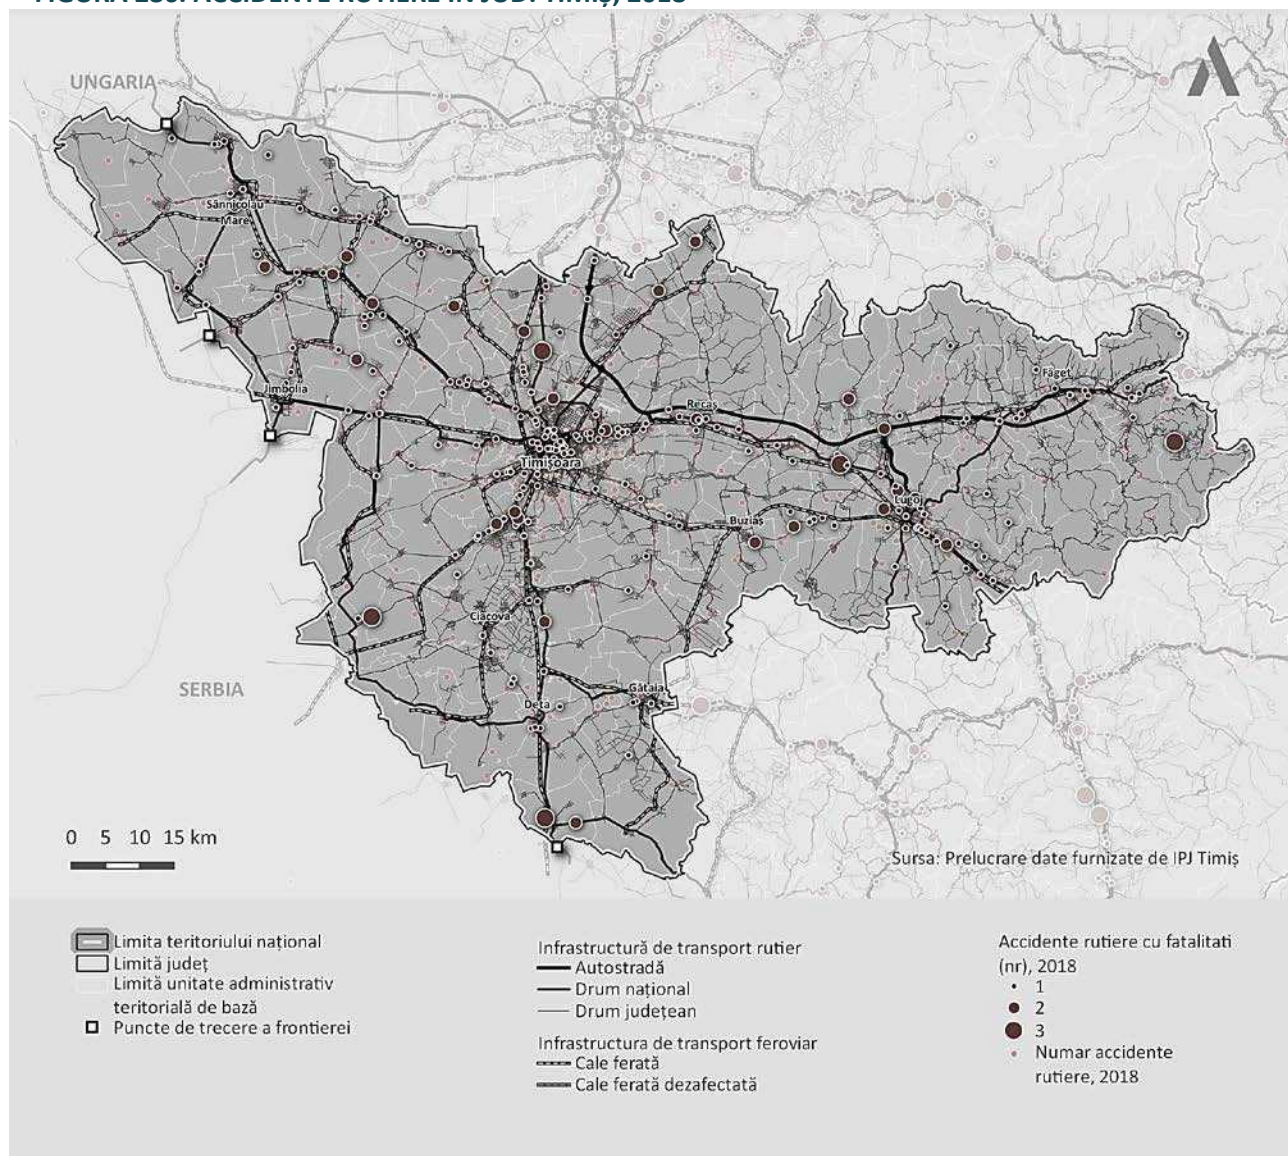 UNGARIA
Sânnicolau
Mare
Jimbolia
Recaș
Făget
Timișoara
Lugoj
Buziaș
Ciacova
SERBIA
Gătaia
Deta
0 5 10 15 km
Sursa: Prelucrare date furnizate de IPJ Timiș
Limita teritoriului național
Limită județ
Limită unitate administrativ
teritorială de bază
Puncte de trecere a frontierei
Infrastructură de transport rutier
Autostradă
Drum național
Drum județean
Infrastructura de transport feroviar
Cale ferată
Cale ferată dezafectată
Accidente rutiere cu fatalitati
(nr), 2018
1
2
3
Numar accidente
rutiere, 2018